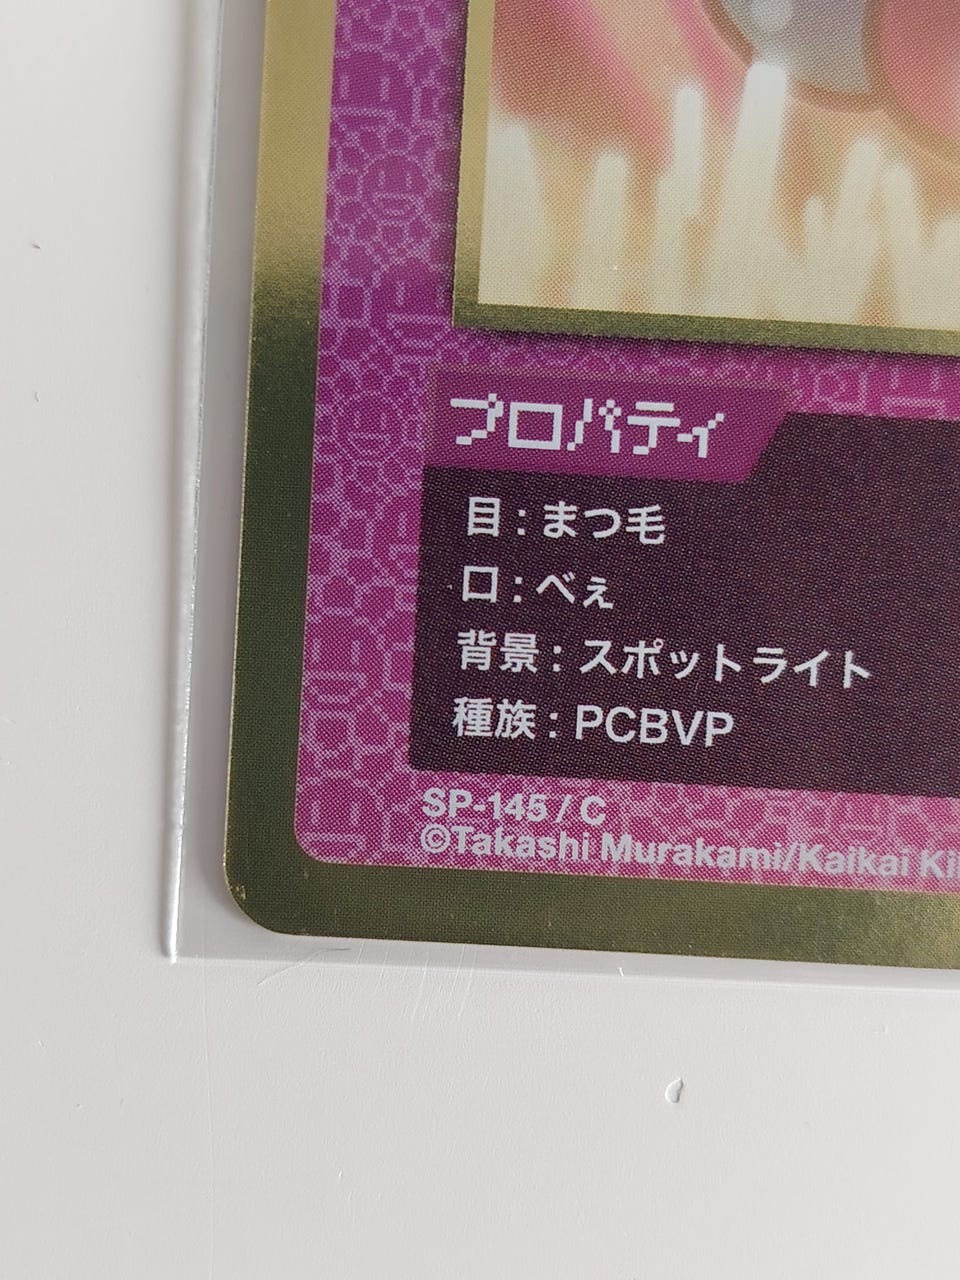 プロパティ
目 : まつ毛
口 : べぇ
背景 : スポットライト
種族 : PCBVP
SP-145 / C
©Takashi Murakami/Kaikai